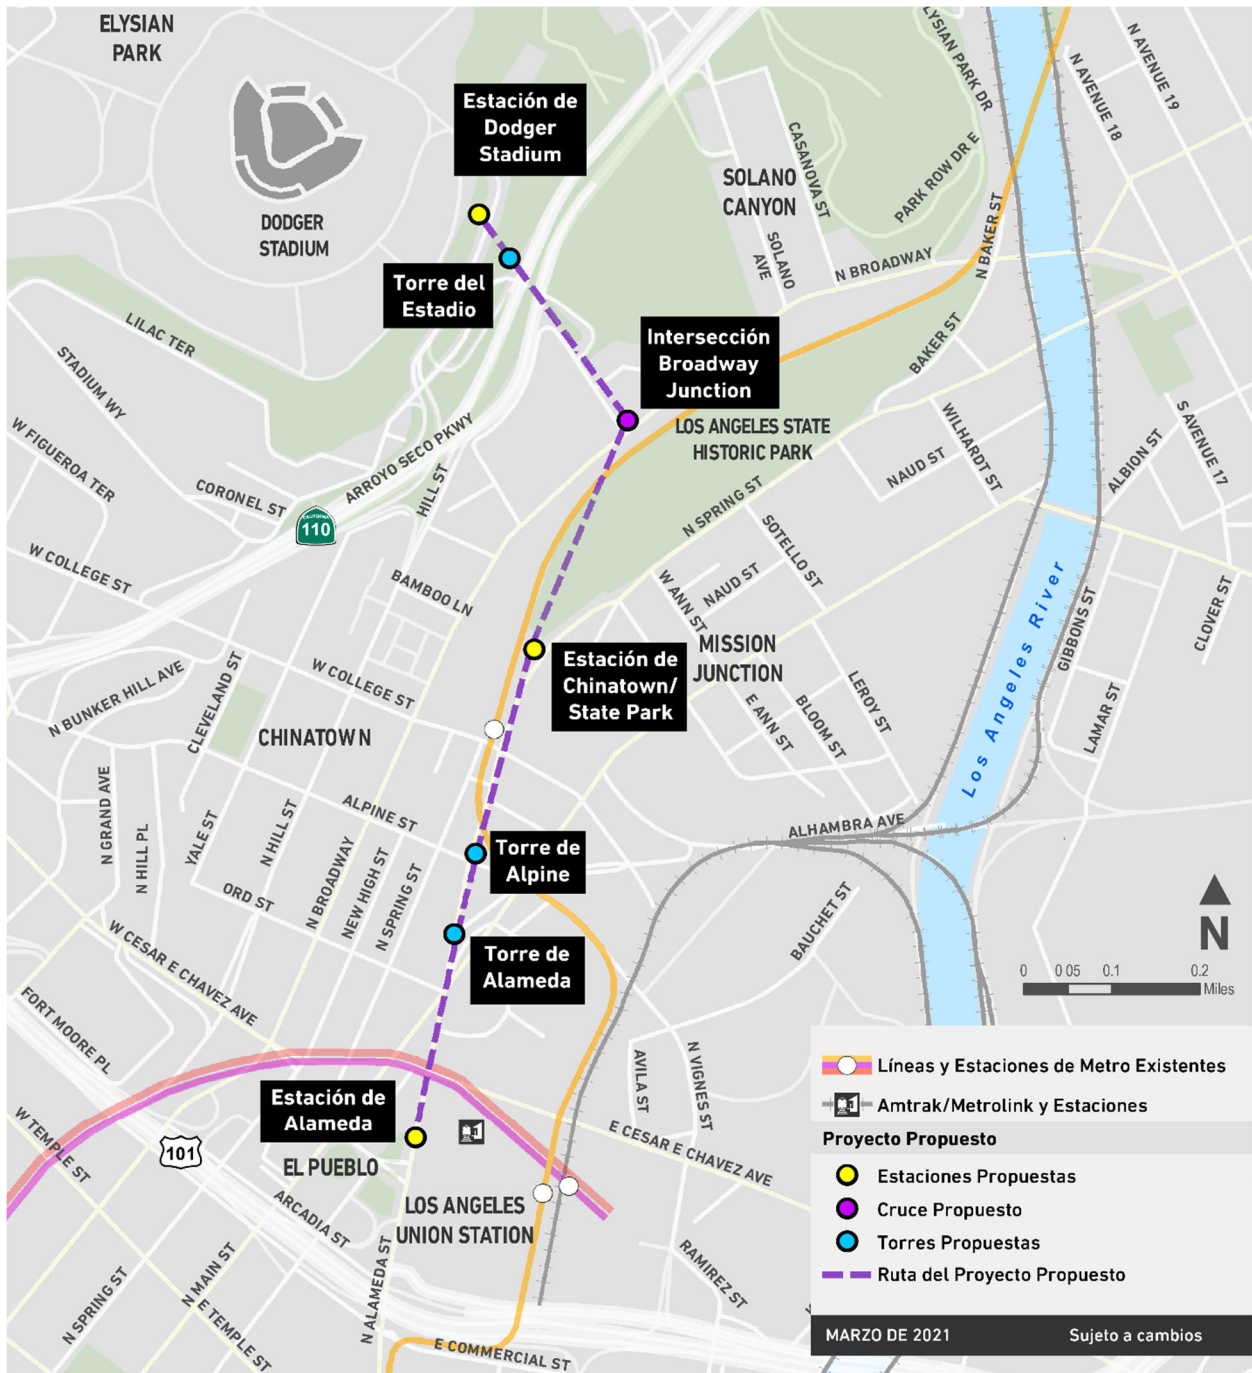 ELYSIAN
PARK
Estación de
Dodger
Stadium
DODGER
STADIUM
Torre del
Estadio
SOLANO
CANYON
CASANOVA ST
SOLANO
AVE
PARK ROW DR E
ELYSIAN PARK DR
N AVENUE 19
N AVENUE 18
N BAKER ST
N BROADWAY
BAKER ST
LILAC TER
STADIUM WY
W FIGUEROA TER
Intersección
Broadway
Junction
LOS ANGELES STATE
HISTORIC PARK
ARROYO SECO PKWY
CORONEL ST
HILL ST
CALIFORNIA
110
W COLLEGE ST
BAMBOO LN
N SPRING ST
WILHARDT ST
NAUD ST
ALBION ST
S AVENUE 17
SOTELLO ST
NAUD ST
W ANN ST
MISSION
JUNCTION
Estación de
Chinatown/
State Park
Los Angeles River
GIBBONS ST
CLOVER ST
LAMAR ST
LEROY ST
BLOOM ST
E ANN ST
W COLLEGE ST
N BUNKER HILL AVE
CLEVELAND ST
CHINATOWN
N GRAND AVE
N HILL PL
YALE ST
N HILL ST
ALPINE ST
ORD ST
N BROADWAY
NEW HIGH ST
N SPRING ST
Torre de
Alpine
ALHAMBRA AVE
BAUCHET ST
Torre de
Alameda
W CESAR E CHAVEZ AVE
FORT MOORE PL
W TEMPLE ST
101
Estación de
Alameda
EL PUEBLO
LOS ANGELES
UNION STATION
ARCADIA ST
AVILA ST
N VIGNES ST
E CESAR E CHAVEZ AVE
RAMIREZ ST
N SPRING ST
N MAIN ST
E TEMPLE ST
N ALAMEDA ST
E COMMERCIAL ST
N
0 0 05 0.1 0.2
Miles
Líneas y Estaciones de Metro Existentes
Amtrak/Metrolink y Estaciones
Proyecto Propuesto
Estaciones Propuestas
Cruce Propuesto
Torres Propuestas
Ruta del Proyecto Propuesto
MARZO DE 2021 Sujeto a cambios